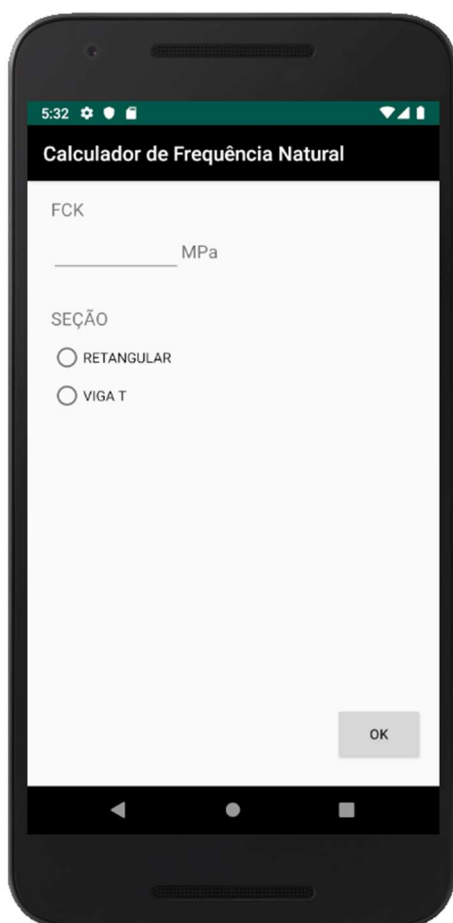 5:32
Calculador de Frequência Natural
FCK
MPa
SEÇÃO
RETANGULAR
VIGA T
OK